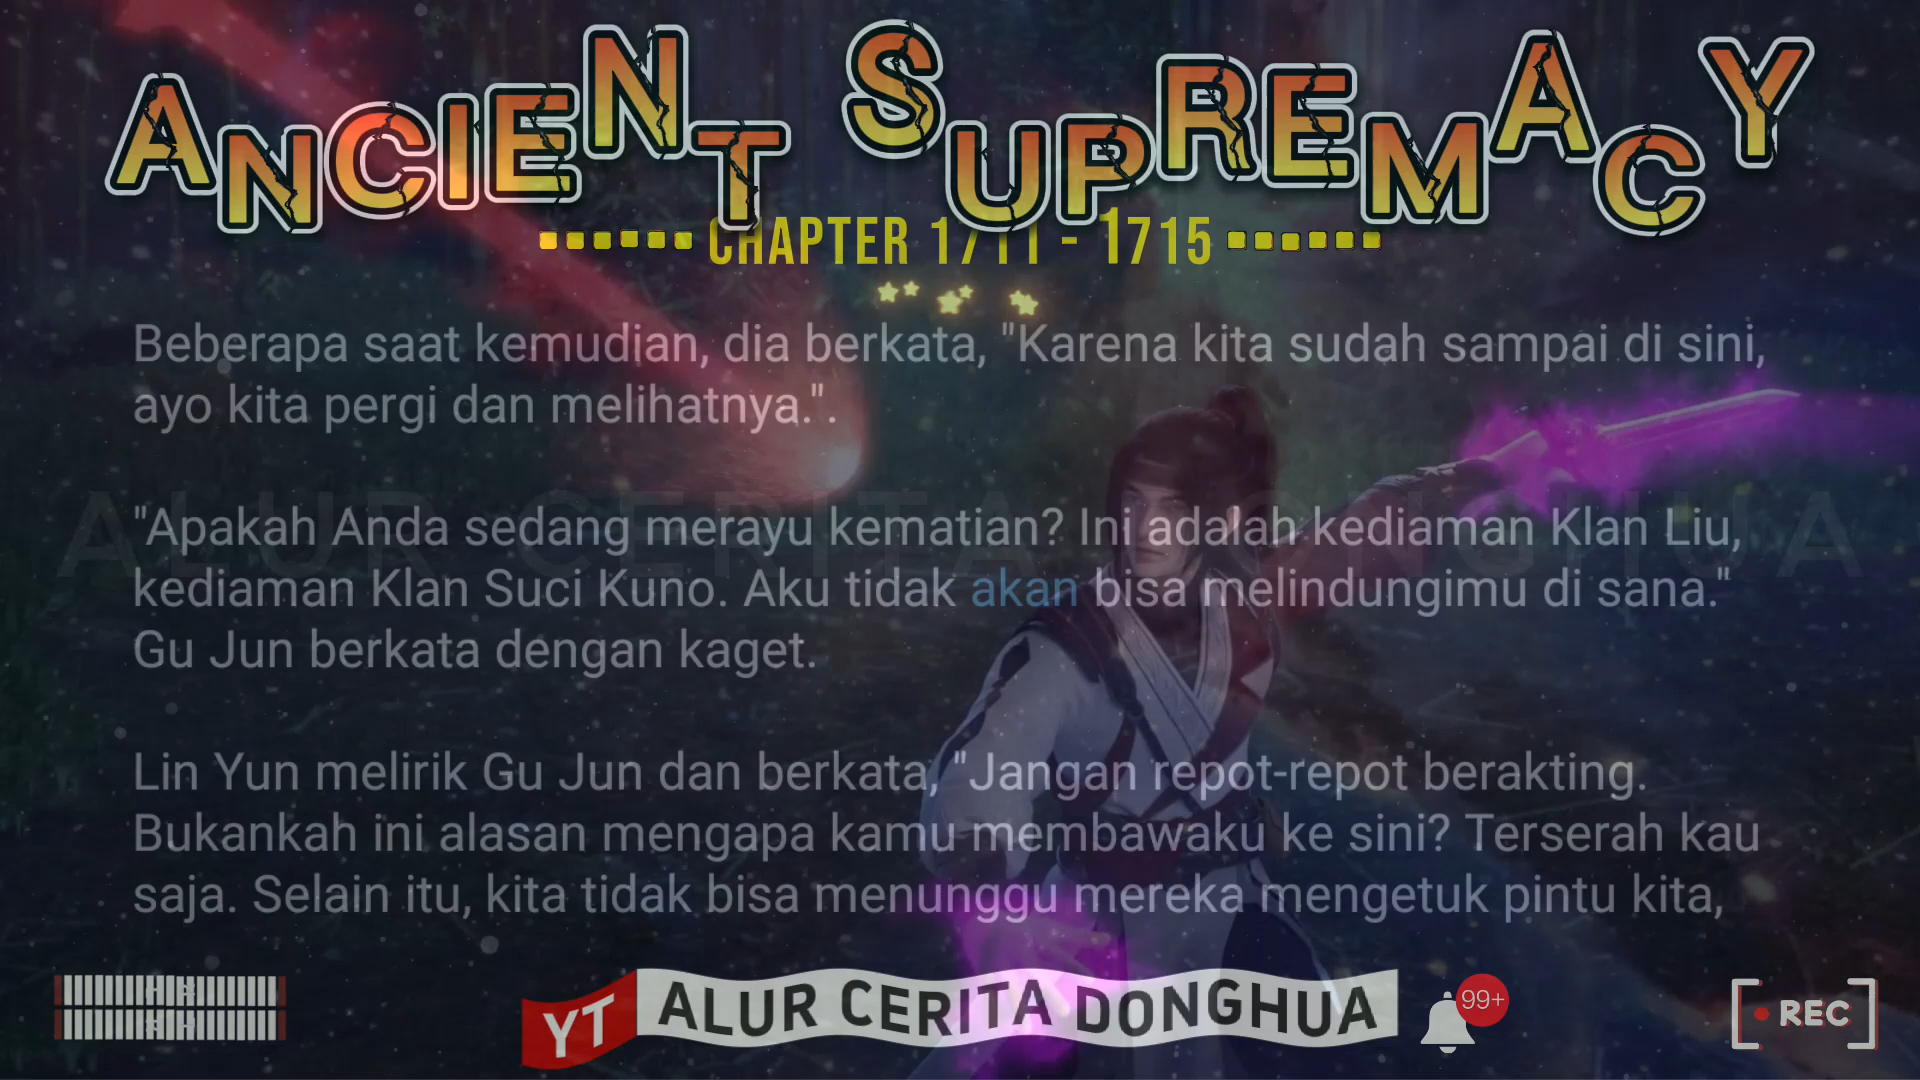 ANCIENT SUPREMACY
CHAPTER 1711 - 1715
Beberapa saat kemudian, dia berkata, "Karena kita sudah sampai di sini,
ayo kita pergi dan melihatnya.".
"Apakah Anda sedang merayu kematian? Ini adalah kediaman Klan Liu,
kediaman Klan Suci Kuno. Aku tidak akan bisa melindungimu di sana."
Gu Jun berkata dengan kaget.
ALUR CERITA DONGHUA
Lin Yun melirik Gu Jun dan berkata, "Jangan repot-repot berakting.
Bukankah ini alasan mengapa kamu membawaku ke sini? Terserah kau
saja. Selain itu, kita tidak bisa menunggu mereka mengetuk pintu kita,
YT ALUR CERITA DONGHUA
99+
REC